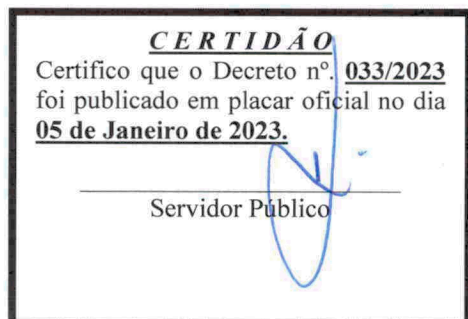 CERTIDÃO
Certifico que o Decreto nº. 033/2023
foi publicado em placar oficial no dia
05 de Janeiro de 2023.
Servidor Público